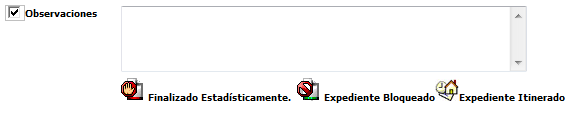 Observaciones
Finalizado Estadísticamente. Expediente Bloqueado Expediente Itinerado